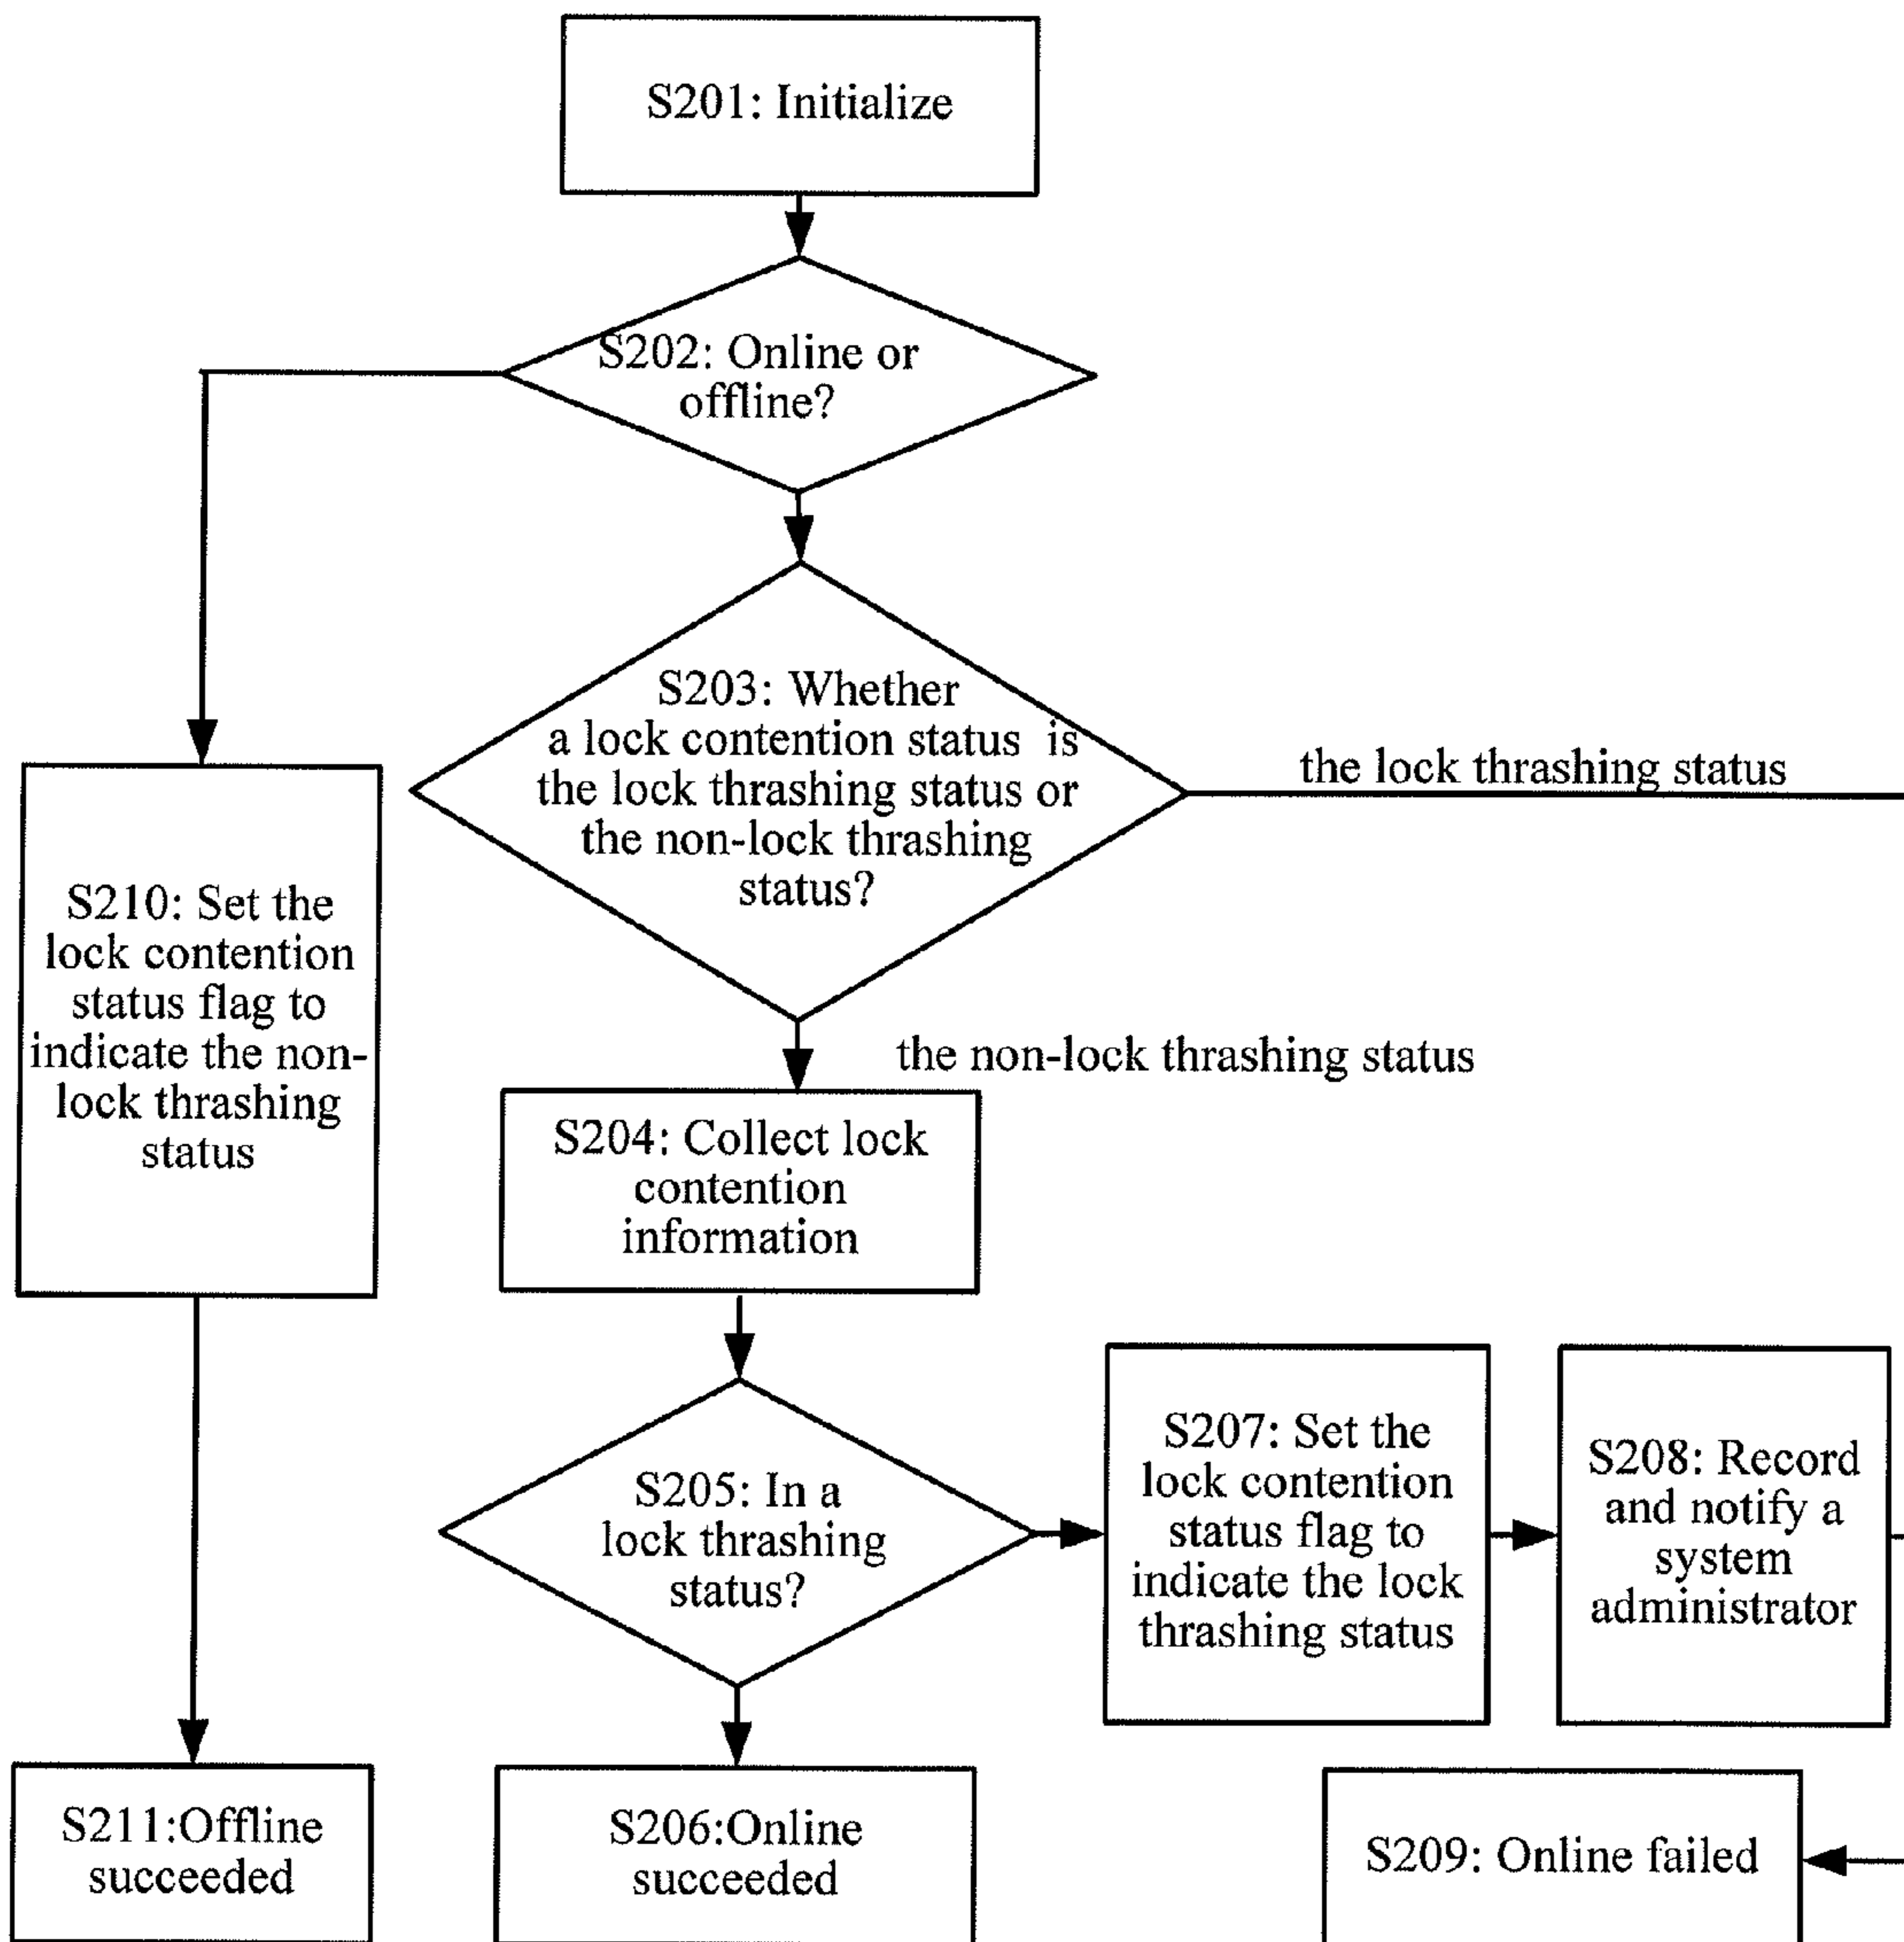 S201: Initialize
S202: Online or
offline?
S203: Whether
a lock contention status is
the lock thrashing status or
the non-lock thrashing
status?
the lock thrashing status
the non-lock thrashing status
S210: Set the
lock contention
status flag to
indicate the non-
lock thrashing
status
S204: Collect lock
contention
information
S205: In a
lock thrashing
status?
S207: Set the
lock contention
status flag to
indicate the lock
thrashing status
S208: Record
and notify a
system
administrator
S211:Offline
succeeded
S206:Online
succeeded
S209: Online failed